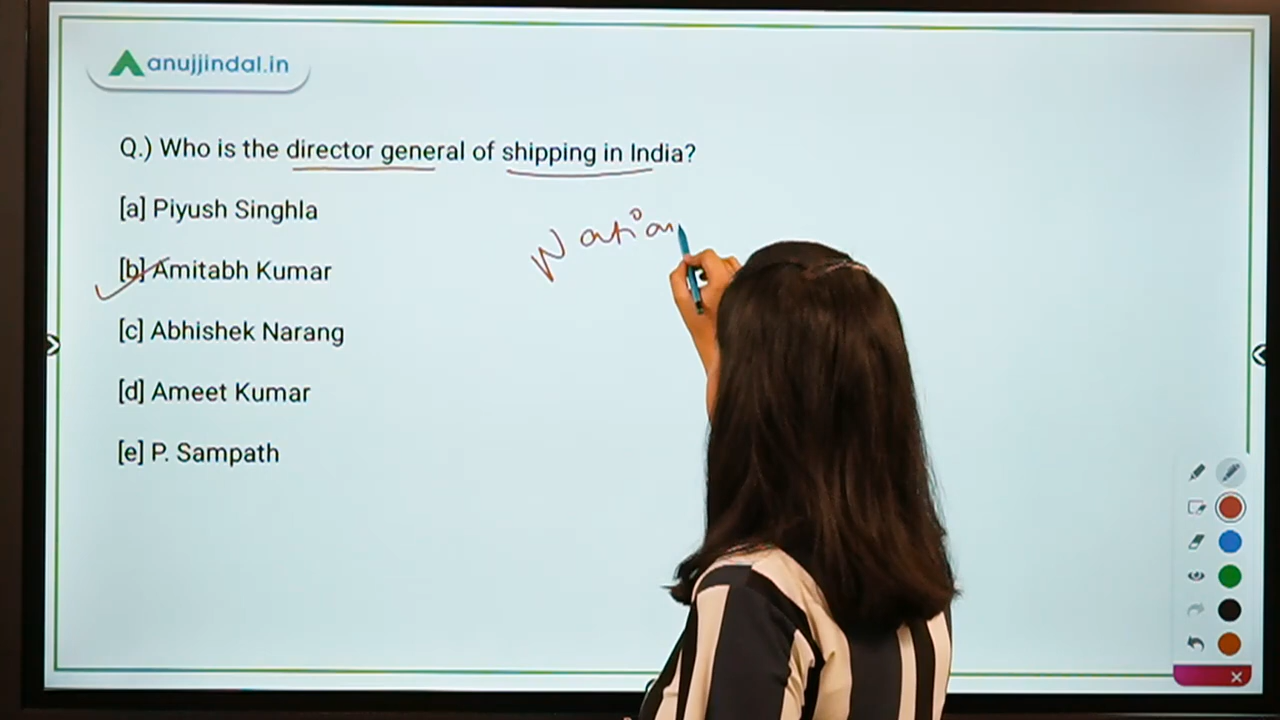 anujjindal.in
Q.) Who is the director general of shipping in India?
[a] Piyush Singhla
Nation
[b] Amitabh Kumar
[c] Abhishek Narang
[d] Ameet Kumar
[e] P. Sampath